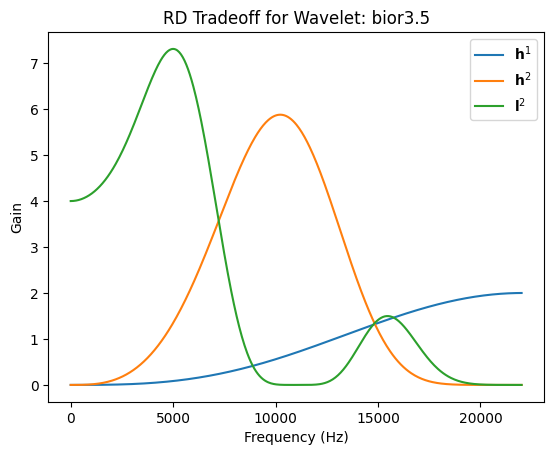 RD Tradeoff for Wavelet: bior3.5
h¹
h²
l²
7
6
5
4
3
2
1
0
Gain
0 5000 10000 15000 20000
Frequency (Hz)